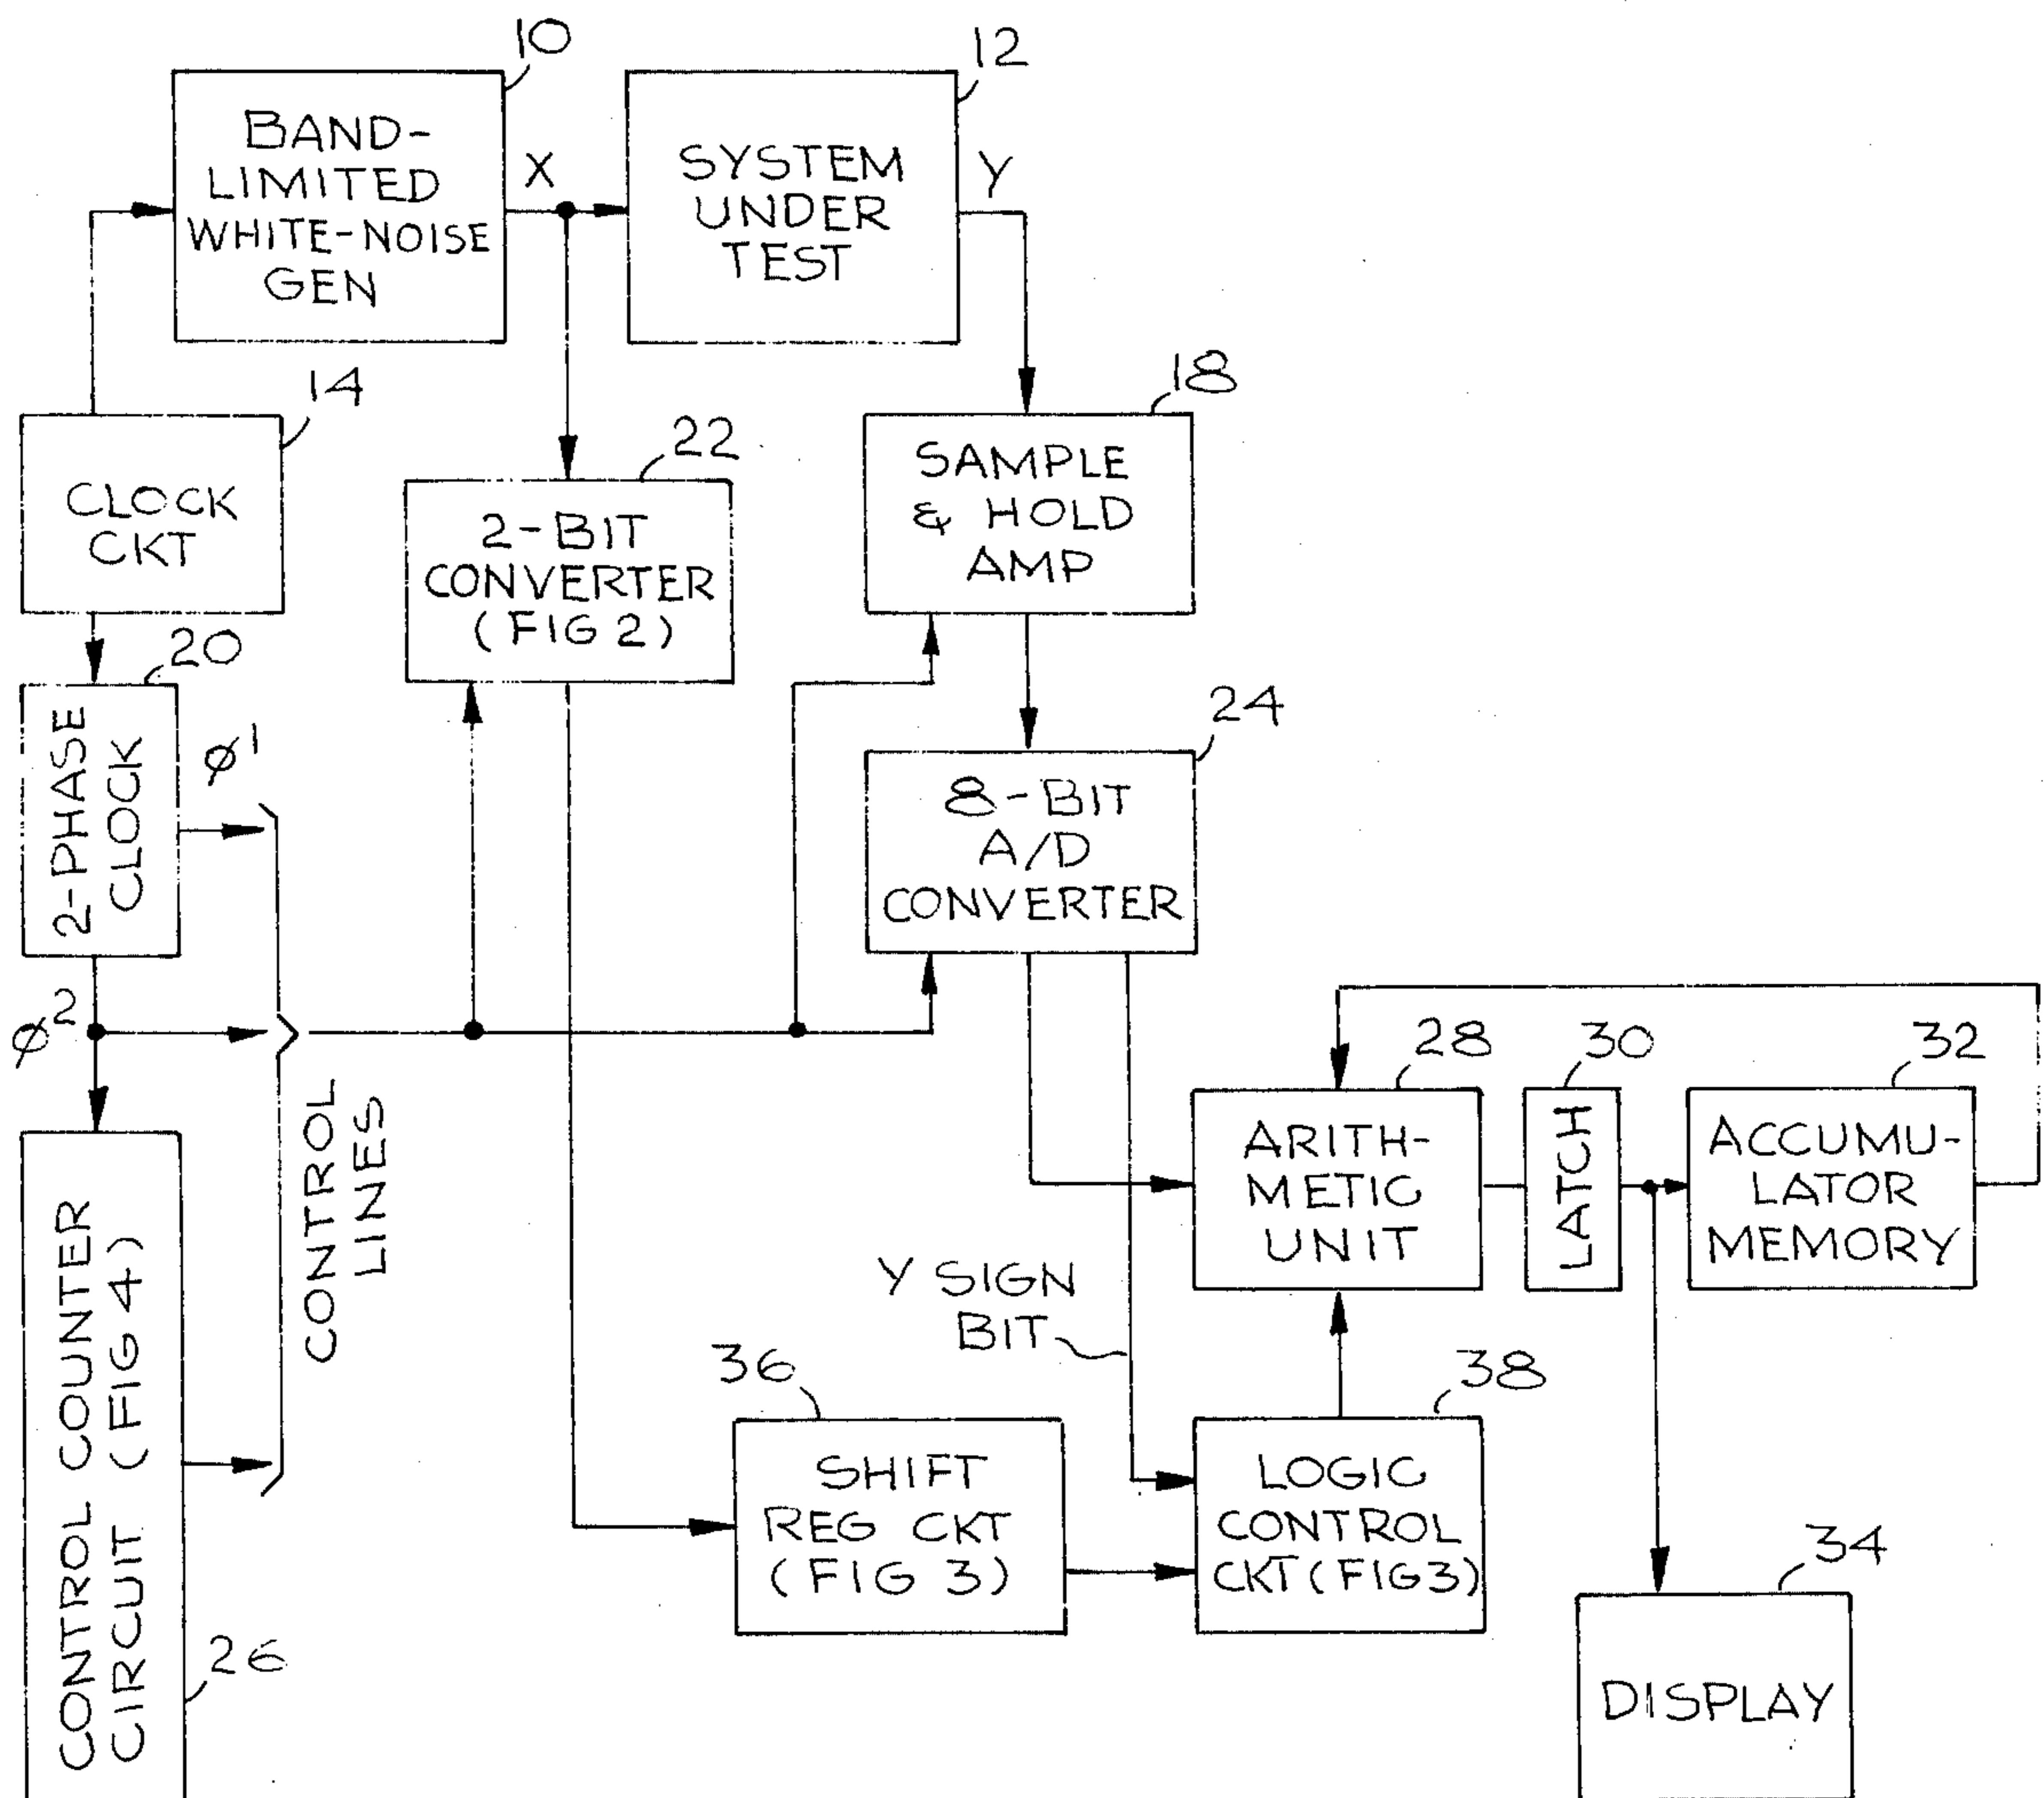 10
BAND-
LIMITED
WHITE-NOISE
GEN
X
12
SYSTEM
UNDER
TEST
Y
14
CLOCK
CKT
22
2-BIT
CONVERTER
(FIG 2)
18
SAMPLE
& HOLD
AMP
20
2-PHASE
CLOCK
ø1
ø2
24
8-BIT
A/D
CONVERTER
CONTROL
LINES
28
ARITH-
METIC
UNIT
30
LATCH
32
ACCUMU-
LATOR
MEMORY
Y SIGN
BIT
CONTROL COUNTER
CIRCUIT (FIG 4)
26
36
SHIFT
REG CKT
(FIG 3)
38
LOGIC
CONTROL
CKT (FIG 3)
34
DISPLAY